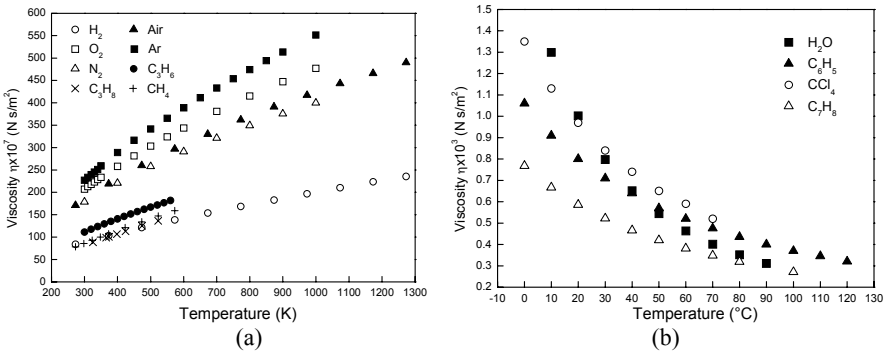 600
550
500
450
400
350
300
250
200
150
100
50
0
200 300 400 500 600 700 800 900 1000 1100 1200 1300
Viscosity ηx10⁷ (N s/m²)
Temperature (K)
H₂ Air
O₂ Ar
N₂ C₃H₆
C₃H₈ CH₄
(a)
1.5
1.4
1.3
1.2
1.1
1.0
0.9
0.8
0.7
0.6
0.5
0.4
0.3
0.2
-10 0 10 20 30 40 50 60 70 80 90 100 110 120 130
Viscosity ηx10³ (N s/m²)
Temperature (°C)
H₂O
C₆H₅
CCl₄
C₇H₈
(b)